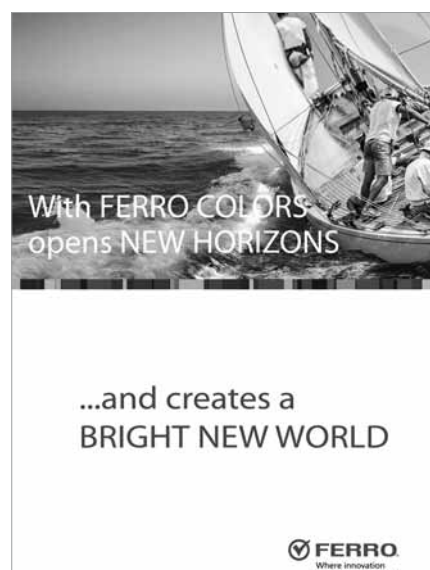 With FERRO COLORS
opens NEW HORIZONS
...and creates a
BRIGHT NEW WORLD
FERRO
Where innovation